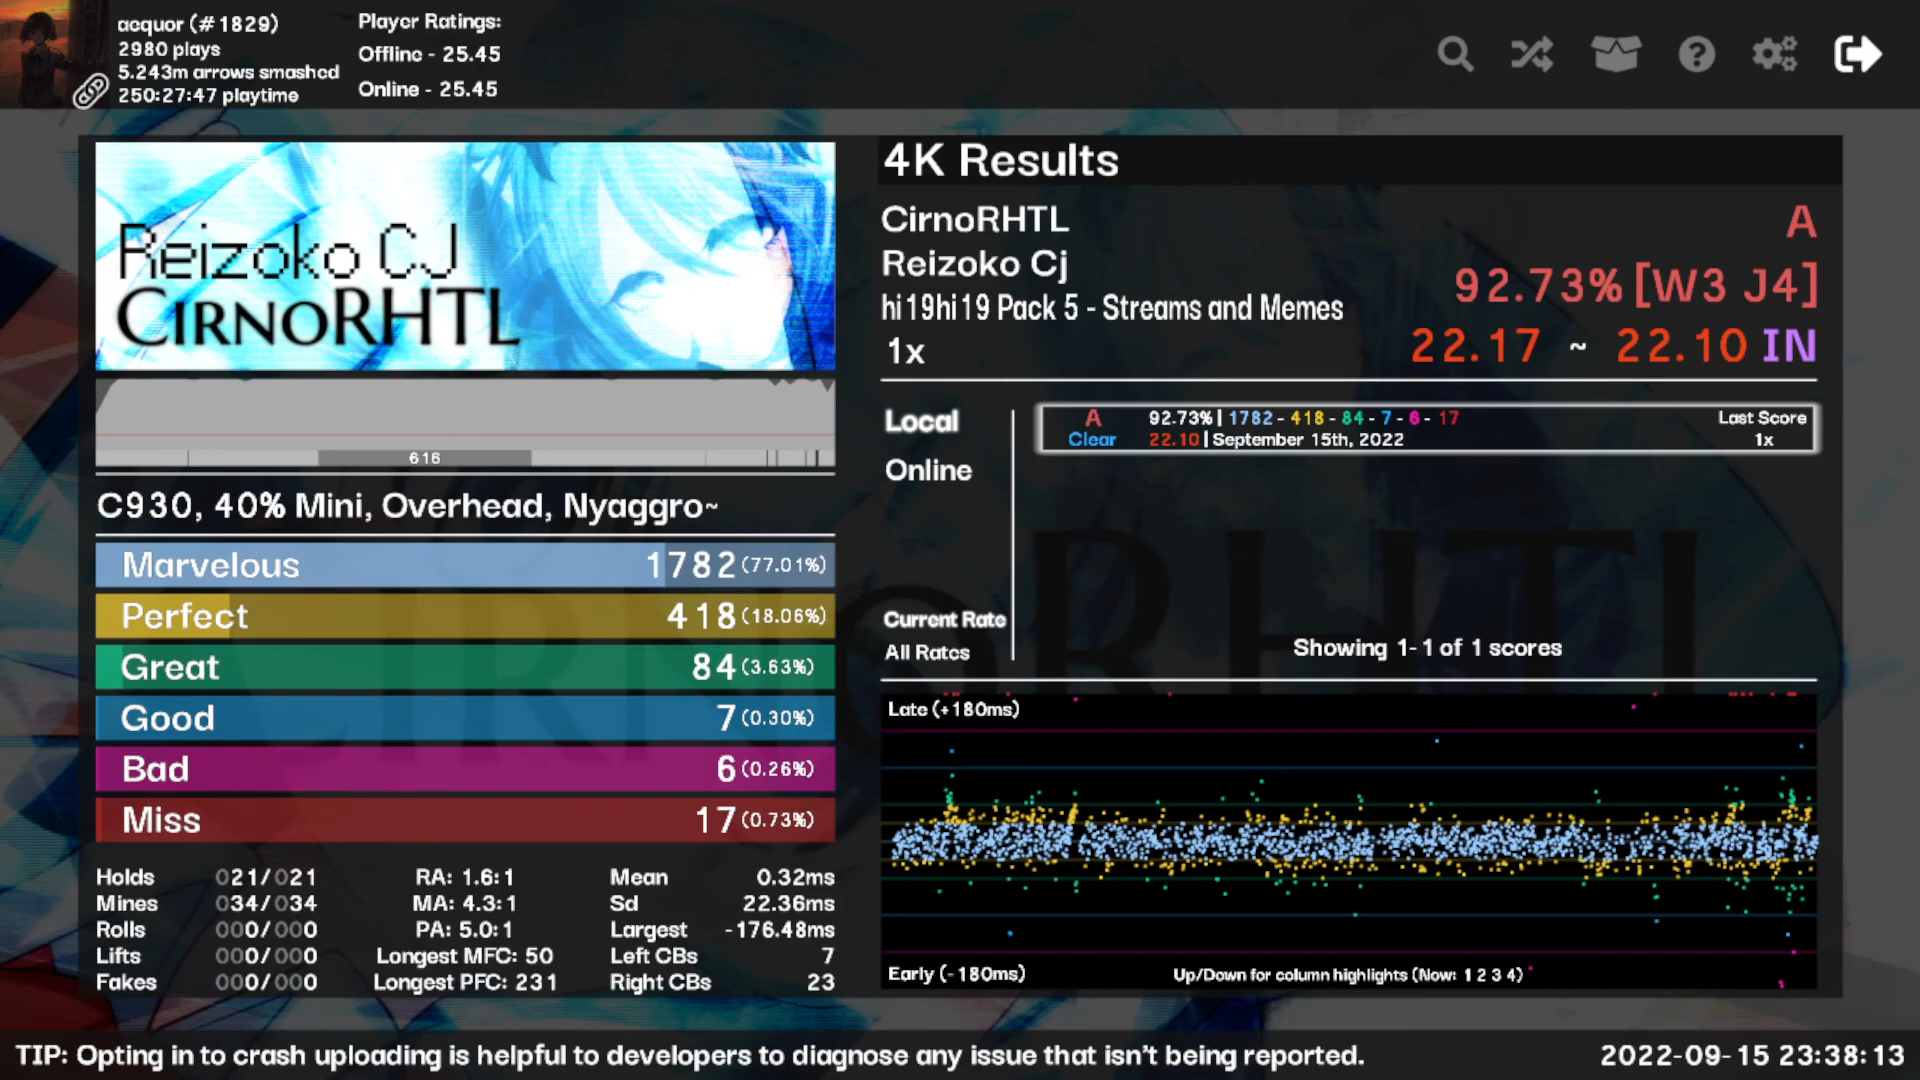 acquor (#1829)
2980 plays
5.243m arrows smashed
250:27:47 playtime
Player Ratings:
Offline - 25.45
Online - 25.45
Reizoko CJ
CirnoRHTL
616
C930, 40% Mini, Overhead, Nyaggro~
Marvelous 1782 (77.01%)
Perfect 418 (18.06%)
Great 84 (3.63%)
Good 7 (0.30%)
Bad 6 (0.26%)
Miss 17 (0.73%)
Holds 021/021 RA: 1.6:1 Mean 0.32ms
Mines 034/034 MA: 4.3:1 Sd 22.36ms
Rolls 000/000 PA: 5.0:1 Largest -176.48ms
Lifts 000/000 Longest MFC: 50 Left CBs 7
Fakes 000/000 Longest PFC: 231 Right CBs 23
4K Results
CirnoRHTL
A
Reizoko Cj
92.73% [W3 J4]
hi19hi19 Pack 5 - Streams and Memes
1x
22.17 ~ 22.10 IN
Local
Online
A 92.73% | 1782 - 418 - 84 - 7 - 6 - 17 Last Score
Clear 22.10 | September 15th, 2022 1x
Current Rate
All Rates
Showing 1-1 of 1 scores
Late (+180ms)
Early (-180ms)
Up/Down for column highlights (Now: 1 2 3 4)
CIRNORHTL
TIP: Opting in to crash uploading is helpful to developers to diagnose any issue that isn't being reported.
2022-09-15 23:38:13